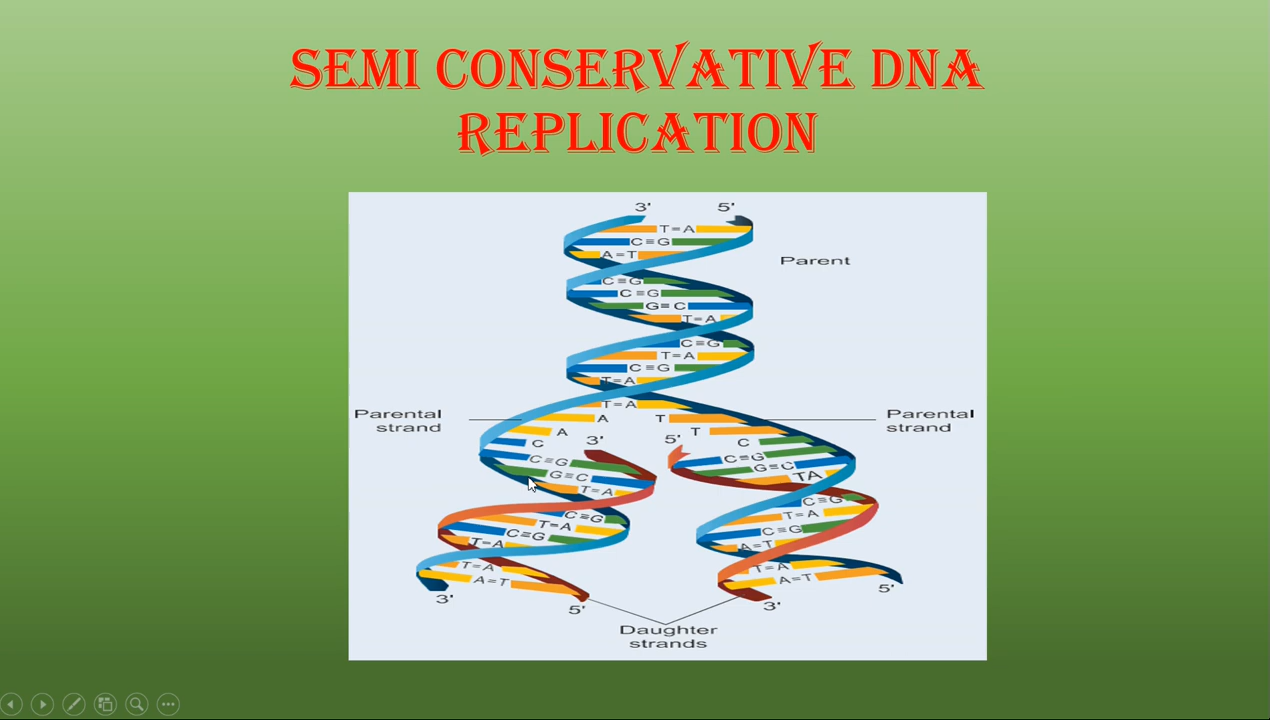 SEMI CONSERVATIVE DNA
REPLICATION
3' 5'
T=A
C≡G
Parent
A=T
C≡G
C≡G
G≡C
T=A
C≡G
T=A
C≡G
T=A
T=A
Parental
strand
A T
Parental
strand
A T
C 3' 5' C
C≡G C≡G
G≡C G≡C
T=A TA
C≡G C≡G
T=A T=A
C≡G C≡G
T=A A=T
T=A T=A
A=T A=T
3' 5' 3' 5'
Daughter
strands